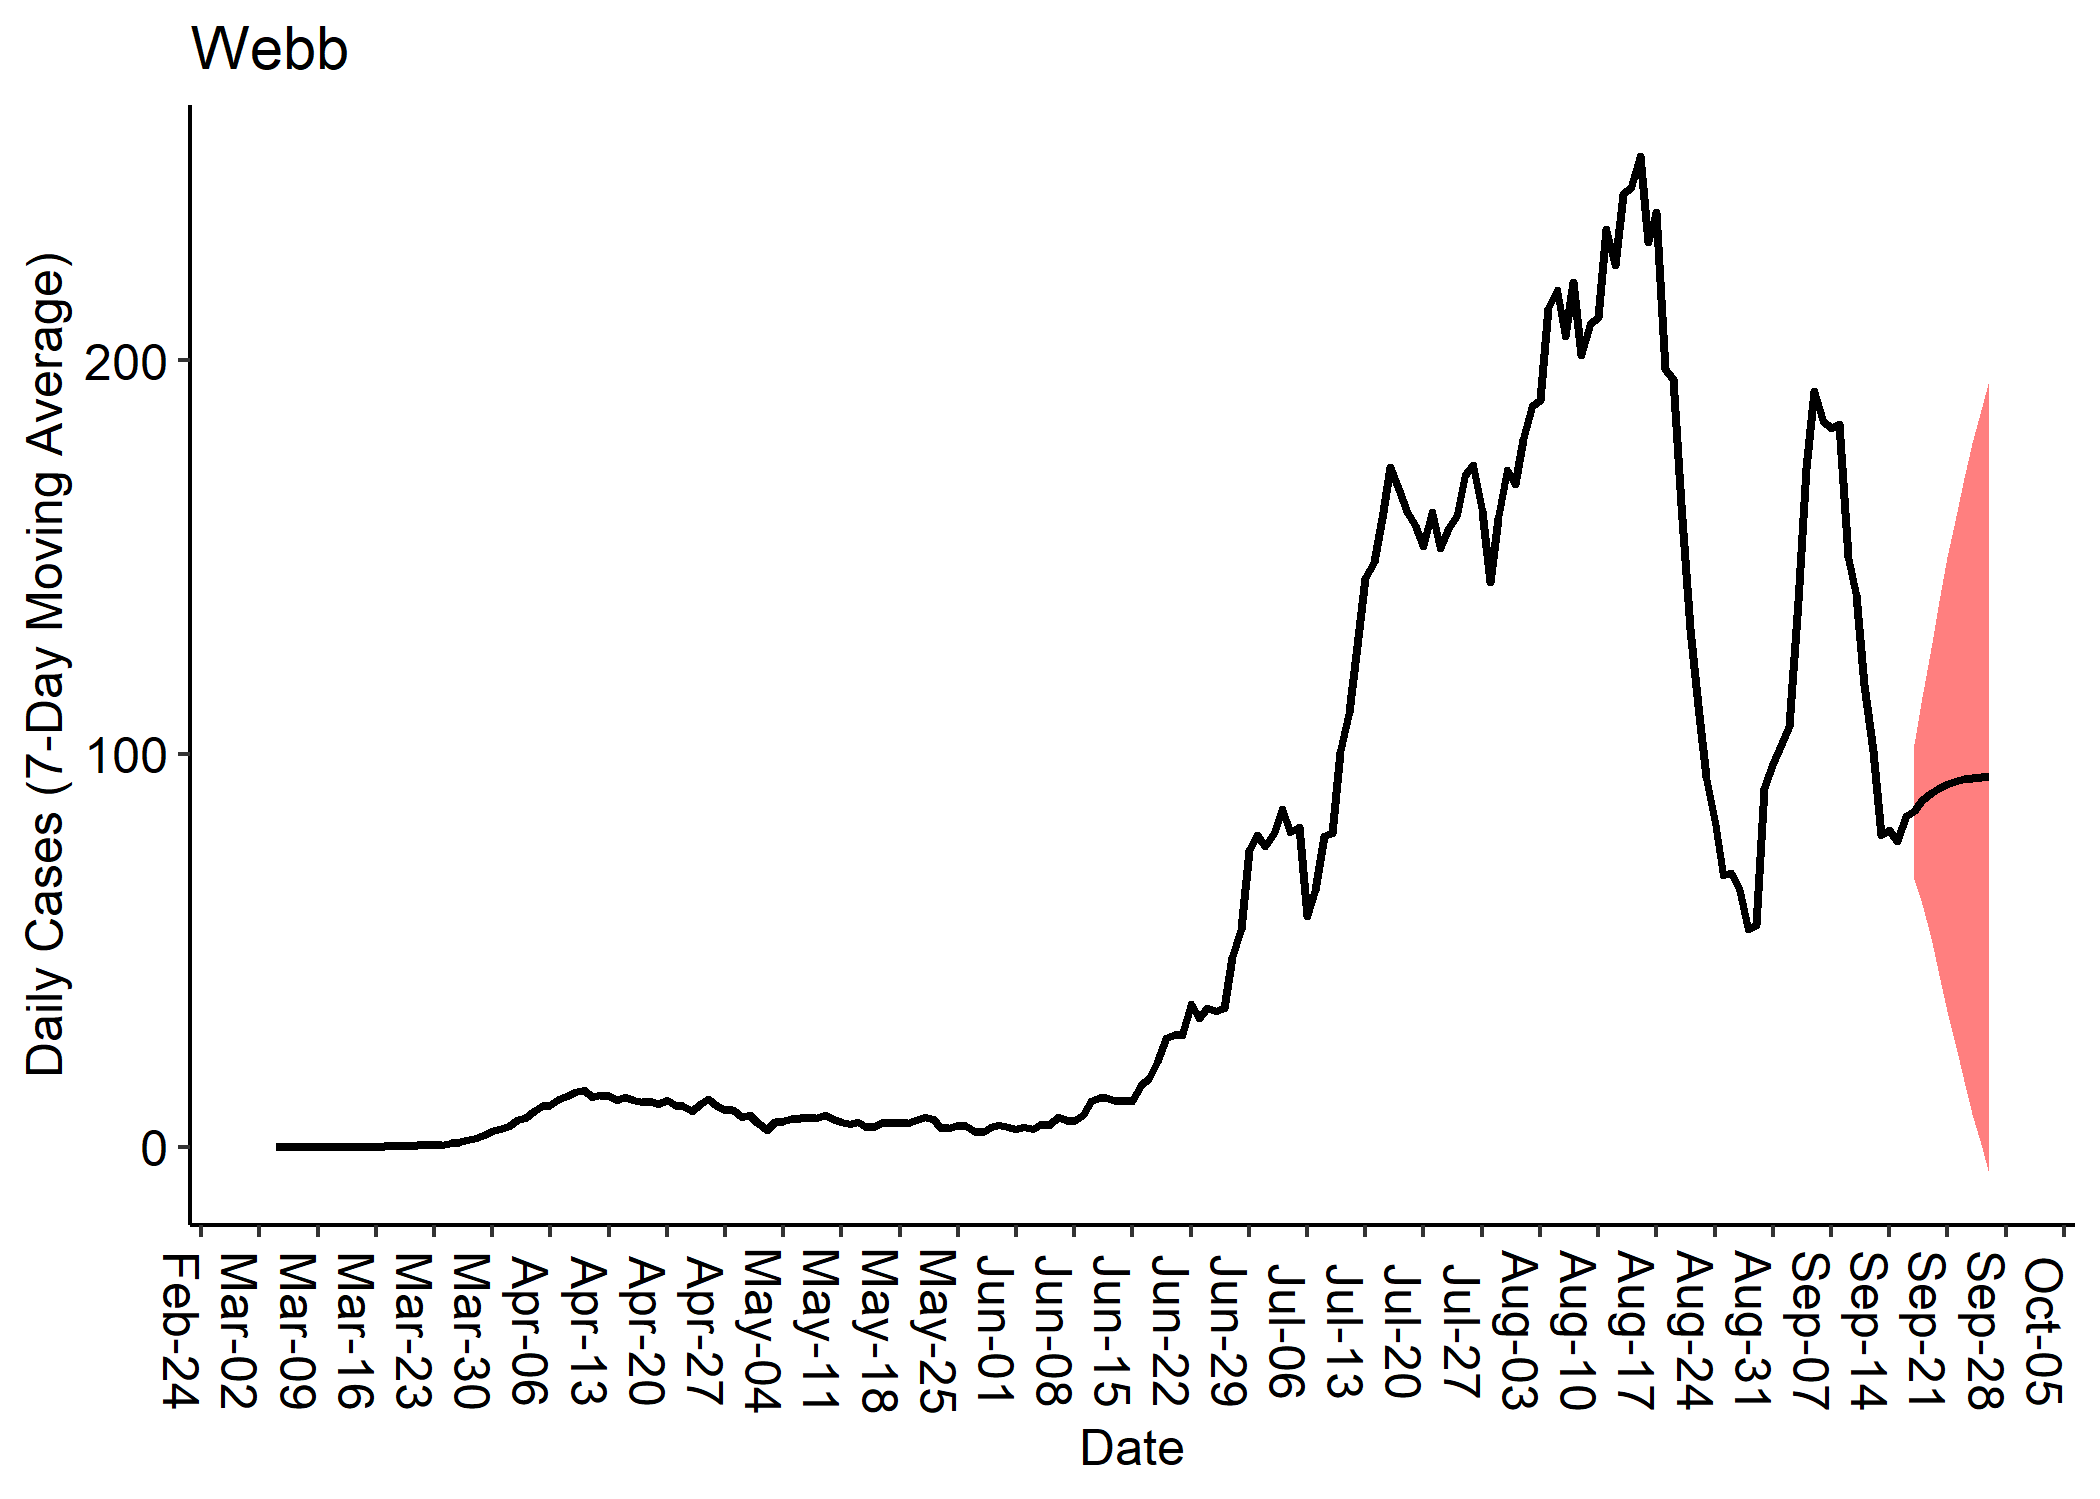 Webb
Daily Cases (7-Day Moving Average)
200
100
0
Feb-24
Mar-02
Mar-09
Mar-16
Mar-23
Mar-30
Apr-06
Apr-13
Apr-20
Apr-27
May-04
May-11
May-18
May-25
Jun-01
Jun-08
Jun-15
Jun-22
Jun-29
Jul-06
Jul-13
Jul-20
Jul-27
Aug-03
Aug-10
Aug-17
Aug-24
Aug-31
Sep-07
Sep-14
Sep-21
Sep-28
Oct-05
Date